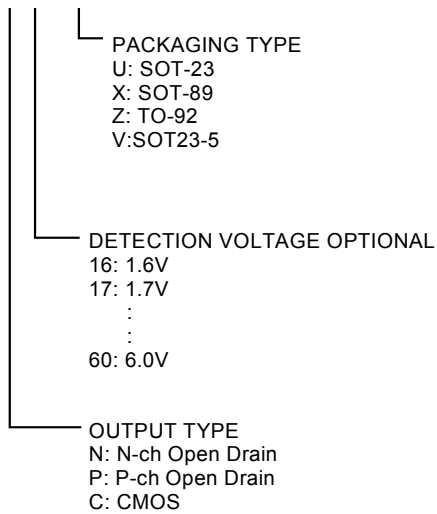 PACKAGING TYPE
U: SOT-23
X: SOT-89
Z: TO-92
V:SOT23-5
DETECTION VOLTAGE OPTIONAL
16: 1.6V
17: 1.7V
:
:
60: 6.0V
OUTPUT TYPE
N: N-ch Open Drain
P: P-ch Open Drain
C: CMOS